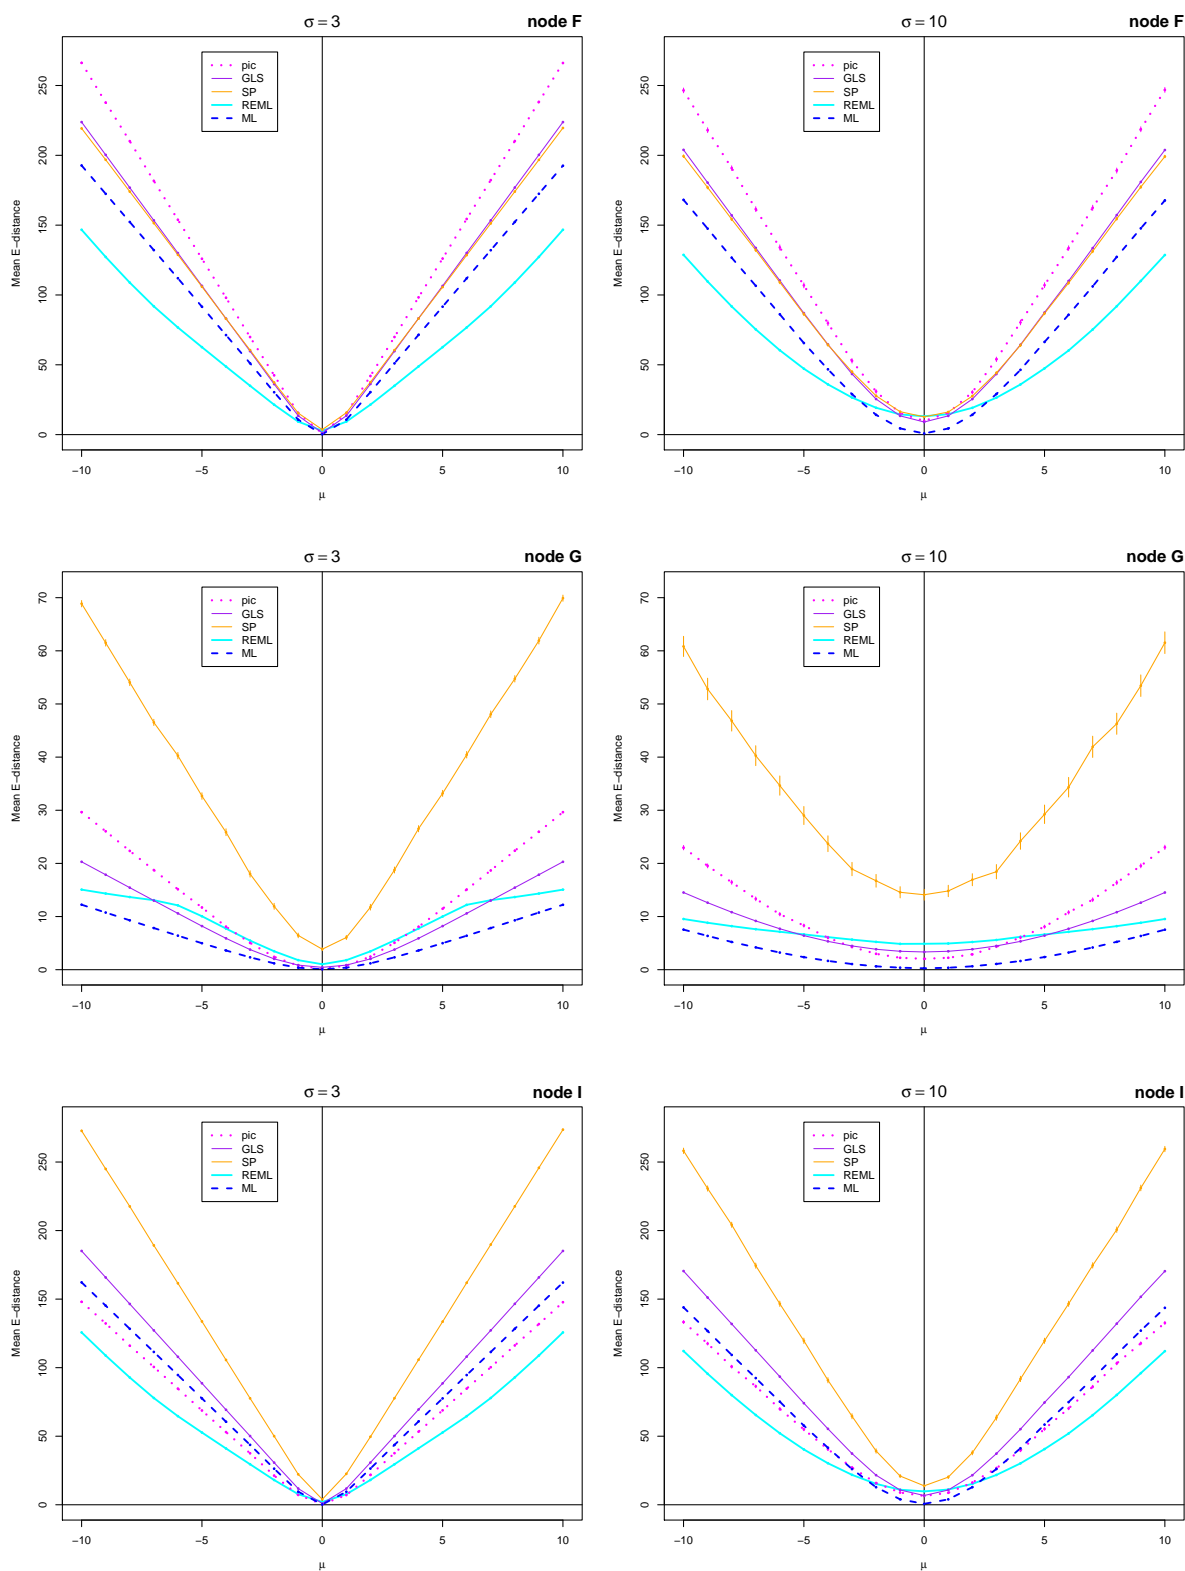 σ = 3 node F
Mean E−distance
250
200
150
100
50
0
pic
GLS
SP
REML
ML
−10 −5 0 5 10
μ
σ = 10 node F
Mean E−distance
250
200
150
100
50
0
pic
GLS
SP
REML
ML
−10 −5 0 5 10
μ
σ = 3 node G
Mean E−distance
70
60
50
40
30
20
10
0
pic
GLS
SP
REML
ML
−10 −5 0 5 10
μ
σ = 10 node G
Mean E−distance
70
60
50
40
30
20
10
0
pic
GLS
SP
REML
ML
−10 −5 0 5 10
μ
σ = 3 node I
Mean E−distance
250
200
150
100
50
0
pic
GLS
SP
REML
ML
−10 −5 0 5 10
μ
σ = 10 node I
Mean E−distance
250
200
150
100
50
0
pic
GLS
SP
REML
ML
−10 −5 0 5 10
μ